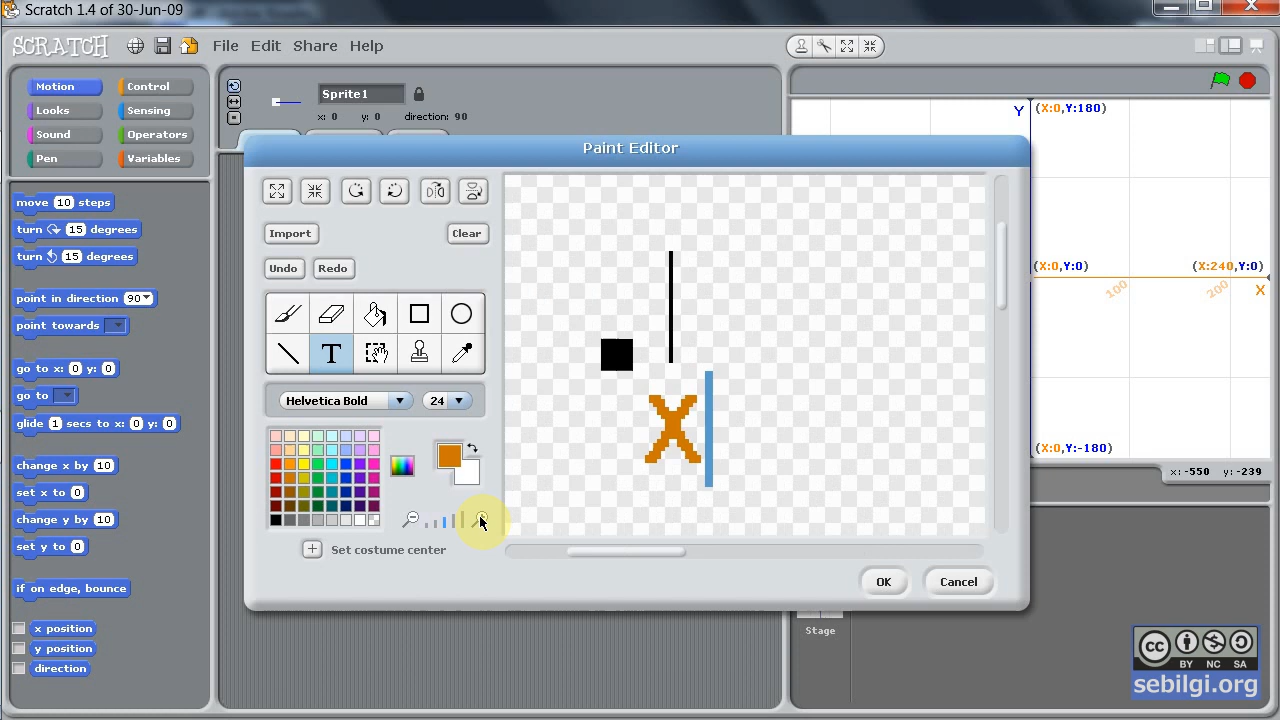 Scratch 1.4 of 30-Jun-09
SCRATCH File Edit Share Help
Motion Control
Looks Sensing
Sound Operators
Pen Variables
Sprite1
x: 0 y: 0 direction: 90
move 10 steps
turn 15 degrees
turn 15 degrees
point in direction 90
point towards
go to x: 0 y: 0
go to
glide 1 secs to x: 0 y: 0
change x by 10
set x to 0
change y by 10
set y to 0
if on edge, bounce
x position
y position
direction
Paint Editor
Import Clear
Undo Redo
T
Helvetica Bold 24
Set costume center
X
OK Cancel
Y (X:0,Y:180)
(X:0,Y:0) (X:240,Y:0)
100 200 X
(X:0,Y:-180)
x: -550 y: -239
Stage
cc BY NC SA
sebilgi.org